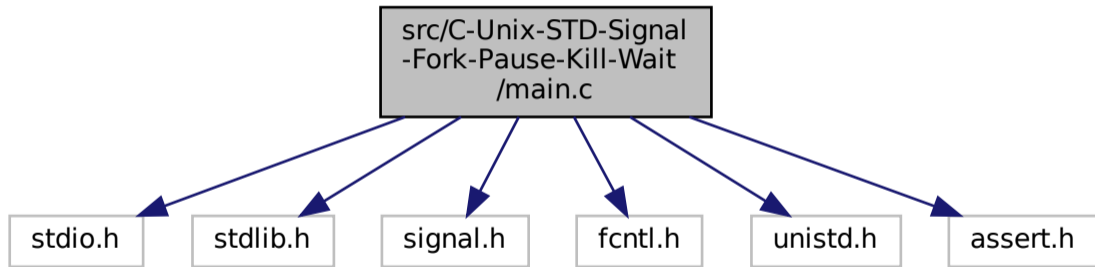 src/C-Unix-STD-Signal
-Fork-Pause-Kill-Wait
/main.c
stdio.h
stdlib.h
signal.h
fcntl.h
unistd.h
assert.h